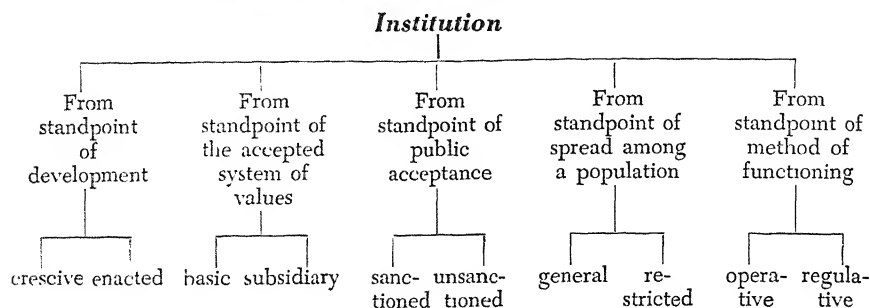 Institution
From
standpoint
of
development
From
standpoint of
the accepted
system of
values
From
standpoint of
public
acceptance
From
standpoint of
spread among
a population
From
standpoint of
method of
functioning
crescive enacted
basic subsidiary
sanc- unsanc-
tioned tioned
general re-
stricted
opera- regula-
tive tive